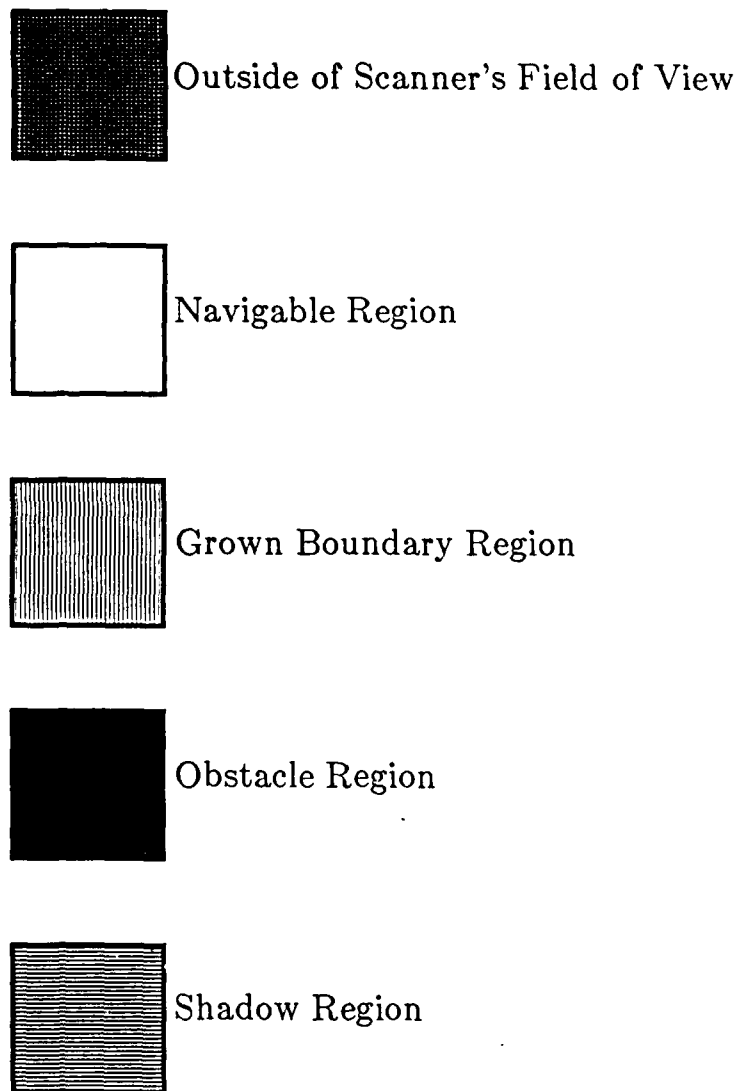 Outside of Scanner's Field of View
Navigable Region
Grown Boundary Region
Obstacle Region
Shadow Region